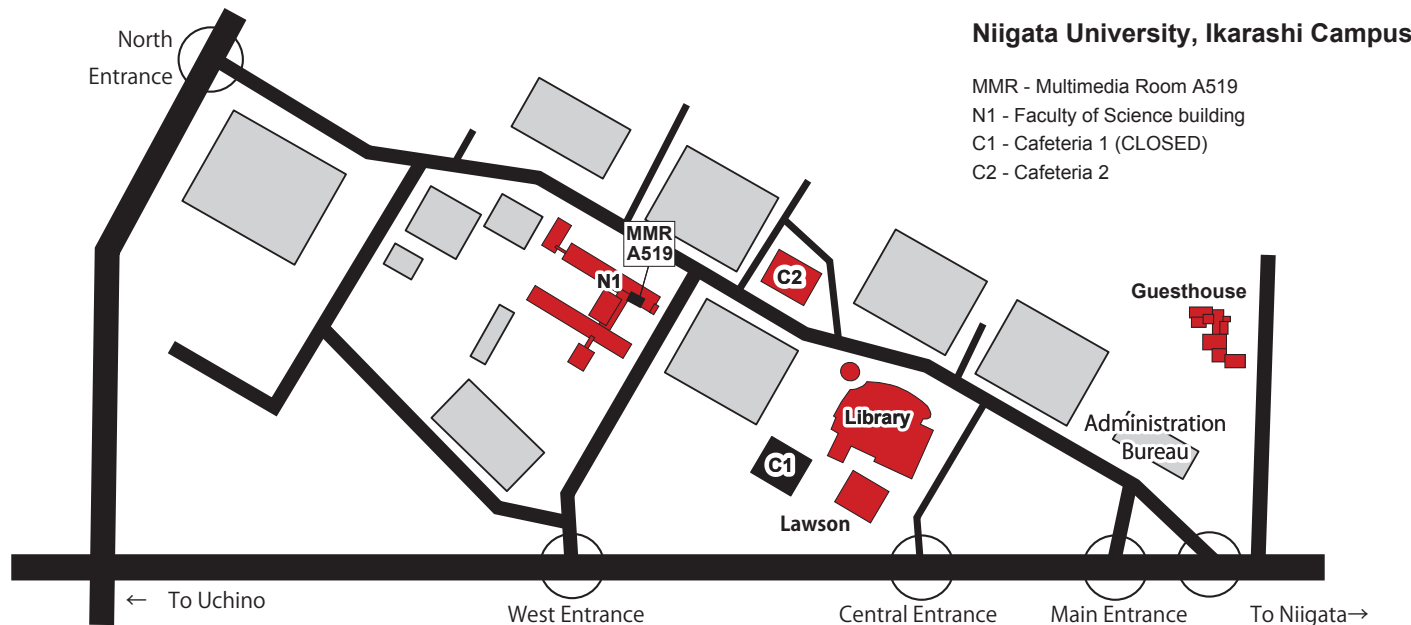 Niigata University, Ikarashi Campus
MMR - Multimedia Room A519
N1 - Faculty of Science building
C1 - Cafeteria 1 (CLOSED)
C2 - Cafeteria 2
North
Entrance
MMR
A519
N1
C2
Guesthouse
Library
Administration
Bureau
C1
Lawson
← To Uchino
West Entrance
Central Entrance
Main Entrance
To Niigata→